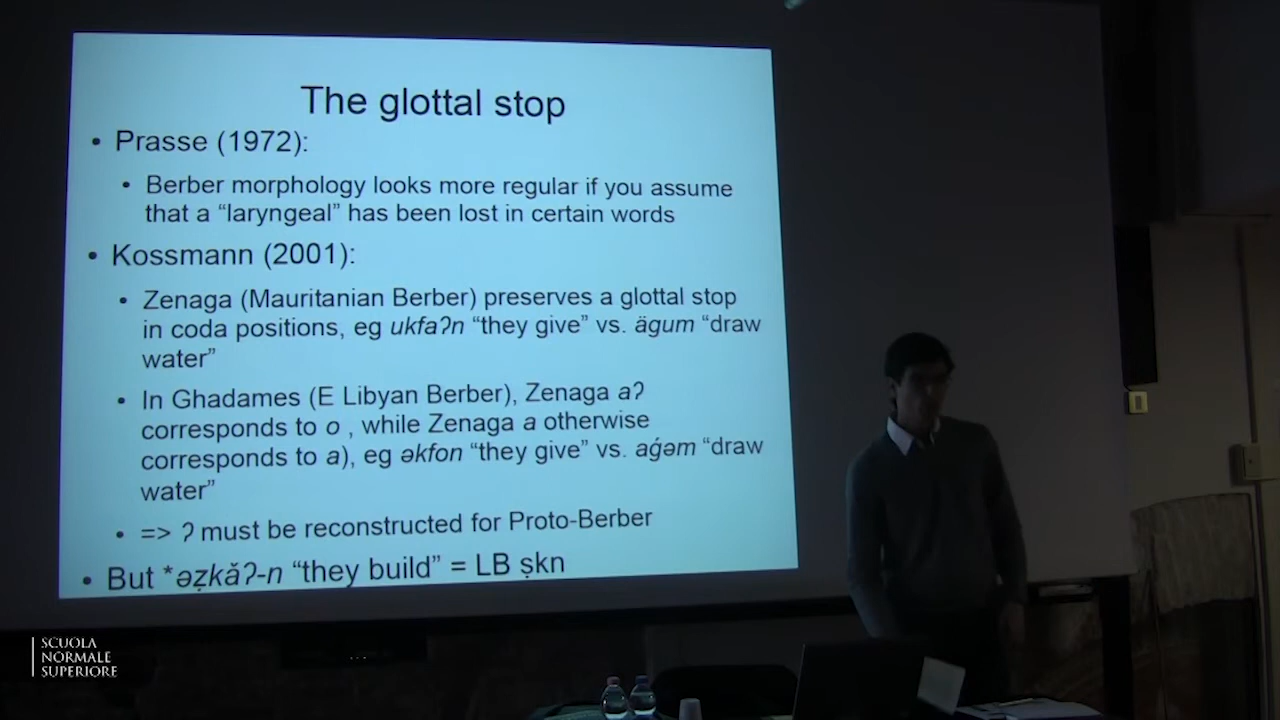 The glottal stop
• Prasse (1972):
• Berber morphology looks more regular if you assume
that a “laryngeal” has been lost in certain words
• Kossmann (2001):
• Zenaga (Mauritanian Berber) preserves a glottal stop
in coda positions, eg ukfaʔn “they give” vs. ägum “draw
water”
• In Ghadames (E Libyan Berber), Zenaga aʔ
corresponds to o , while Zenaga a otherwise
corresponds to a), eg əkfon “they give” vs. aǵəm “draw
water”
• => ʔ must be reconstructed for Proto-Berber
• But *əẓkăʔ-n “they build” = LB ṣkn
SCUOLA
NORMALE
SUPERIORE